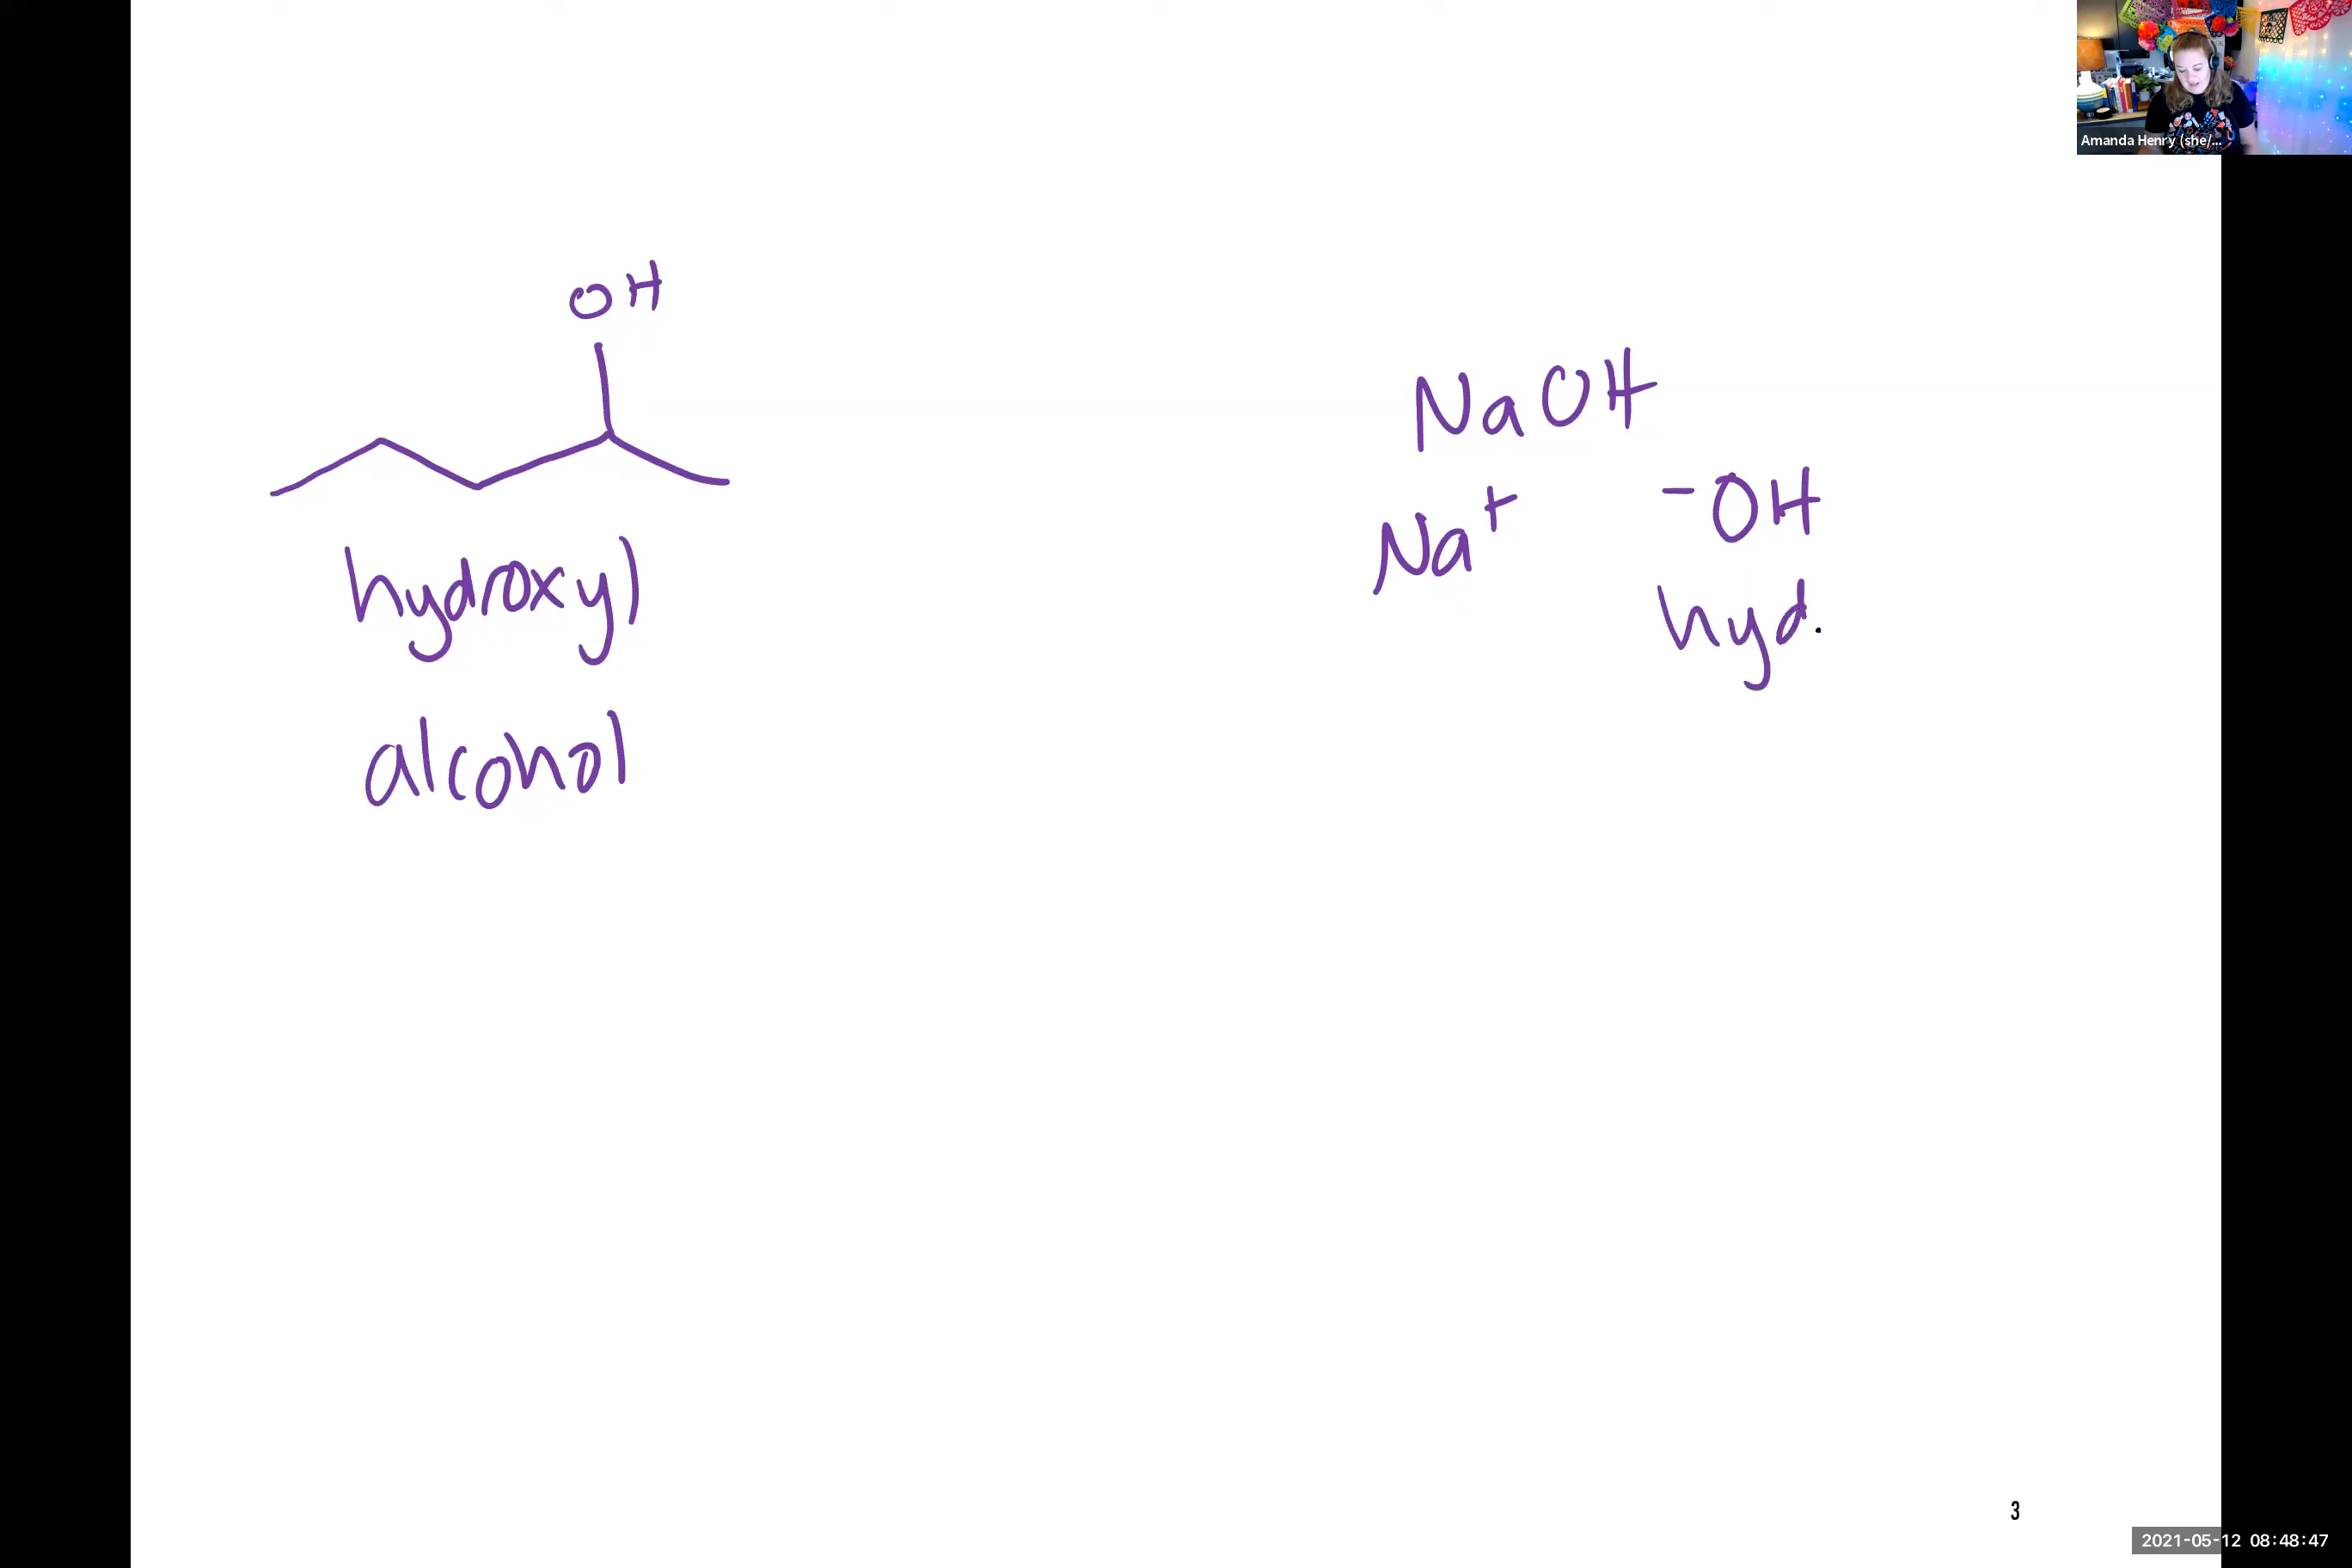 Amanda Henry (she/...
OH
hydroxyl
alcohol
NaOH
Na+ -OH
hyd
3
2021-05-12 08:48:47